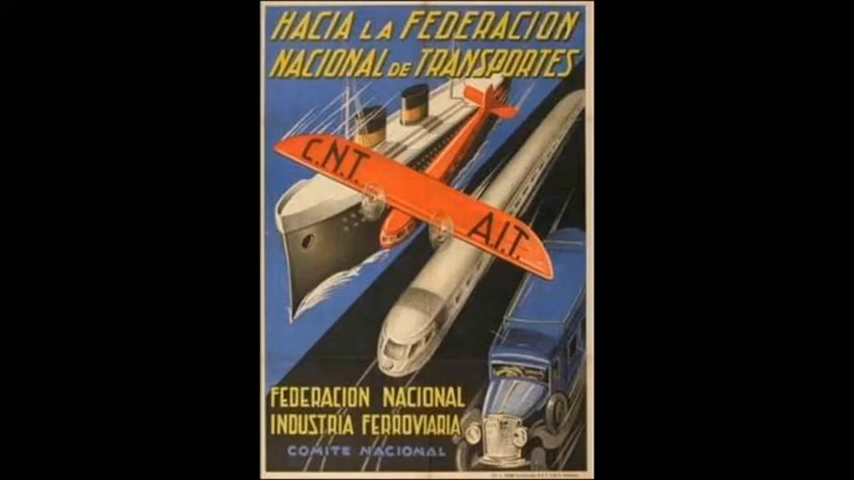 HACIA LA FEDERACION
NACIONAL DE TRANSPORTES
C.N.T.
A.I.T.
FEDERACION NACIONAL
INDUSTRIA FERROVIARIA
COMITE NACIONAL